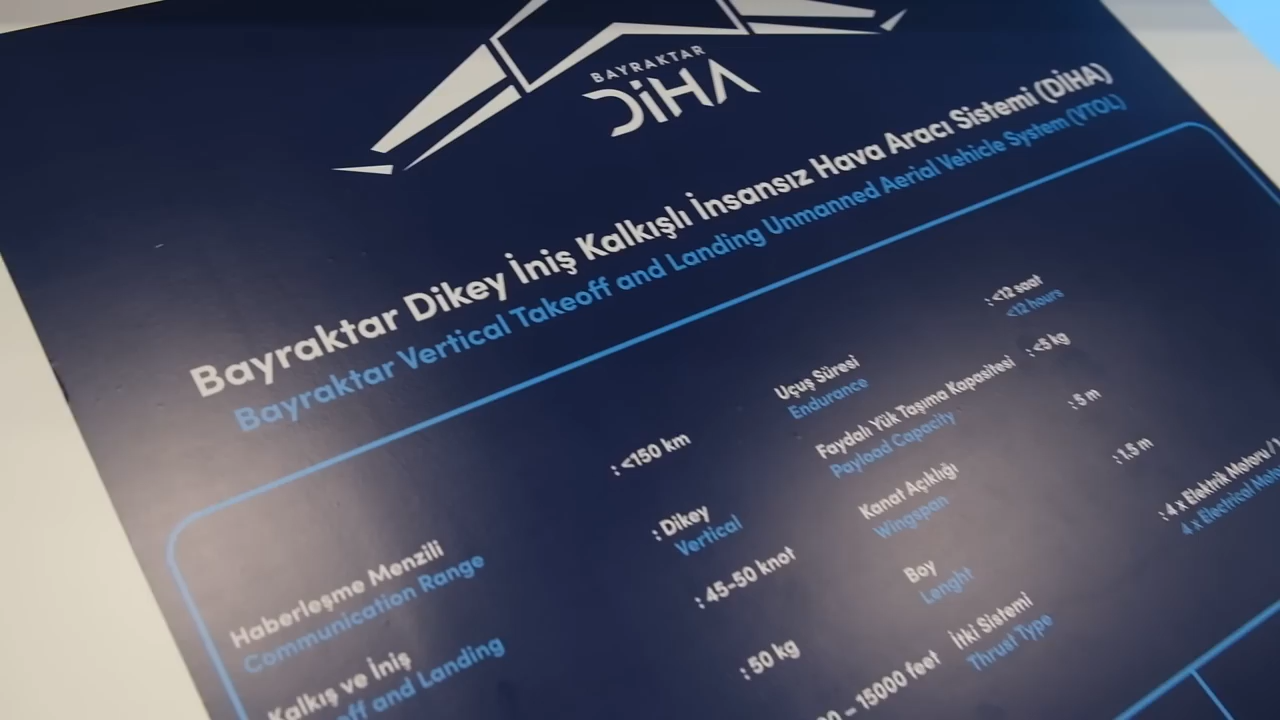 BAYRAKTAR
DİHA
Bayraktar Dikey İniş Kalkışlı İnsansız Hava Aracı Sistemi (DİHA)
Bayraktar Vertical Takeoff and Landing Unmanned Aerial Vehicle System (VTOL)
Haberleşme Menzili : <150 km
Communication Range
Kalkış ve İniş : Dikey
and Landing Vertical
: 45-50 knot
: 50 kg
– 15000 feet
Uçuş Süresi : <12 saat
Endurance <12 hours
Faydalı Yük Taşıma Kapasitesi : <5 kg
Payload Capacity
Kanat Açıklığı : 5 m
Wingspan
Boy : 1,5 m
Lenght
İtki Sistemi : 4 x Elektrik Motoru /
Thrust Type 4 x Electrical